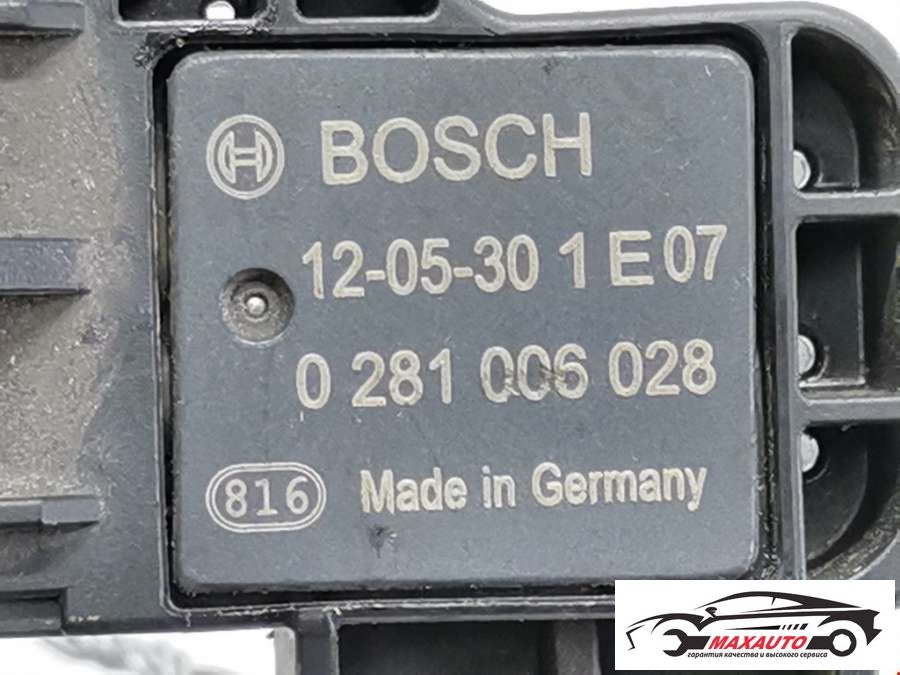 BOSCH
12-05-30 1 E 07
0 281 006 028
816 Made in Germany
MAXAUTO
гарантия качества и высокого сервиса